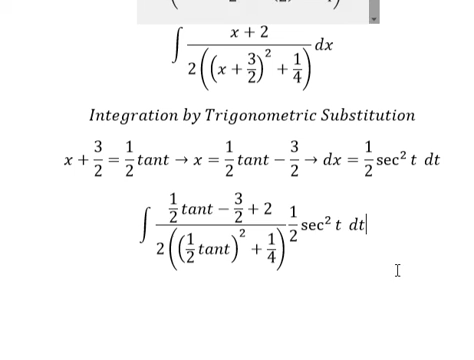 ∫ (x + 2) / (2((x + 3/2)² + 1/4)) dx
Integration by Trigonometric Substitution
x + 3/2 = 1/2 tant → x = 1/2 tant − 3/2 → dx = 1/2 sec² t dt
∫ (1/2 tant − 3/2 + 2) / (2((1/2 tant)² + 1/4)) 1/2 sec² t dt